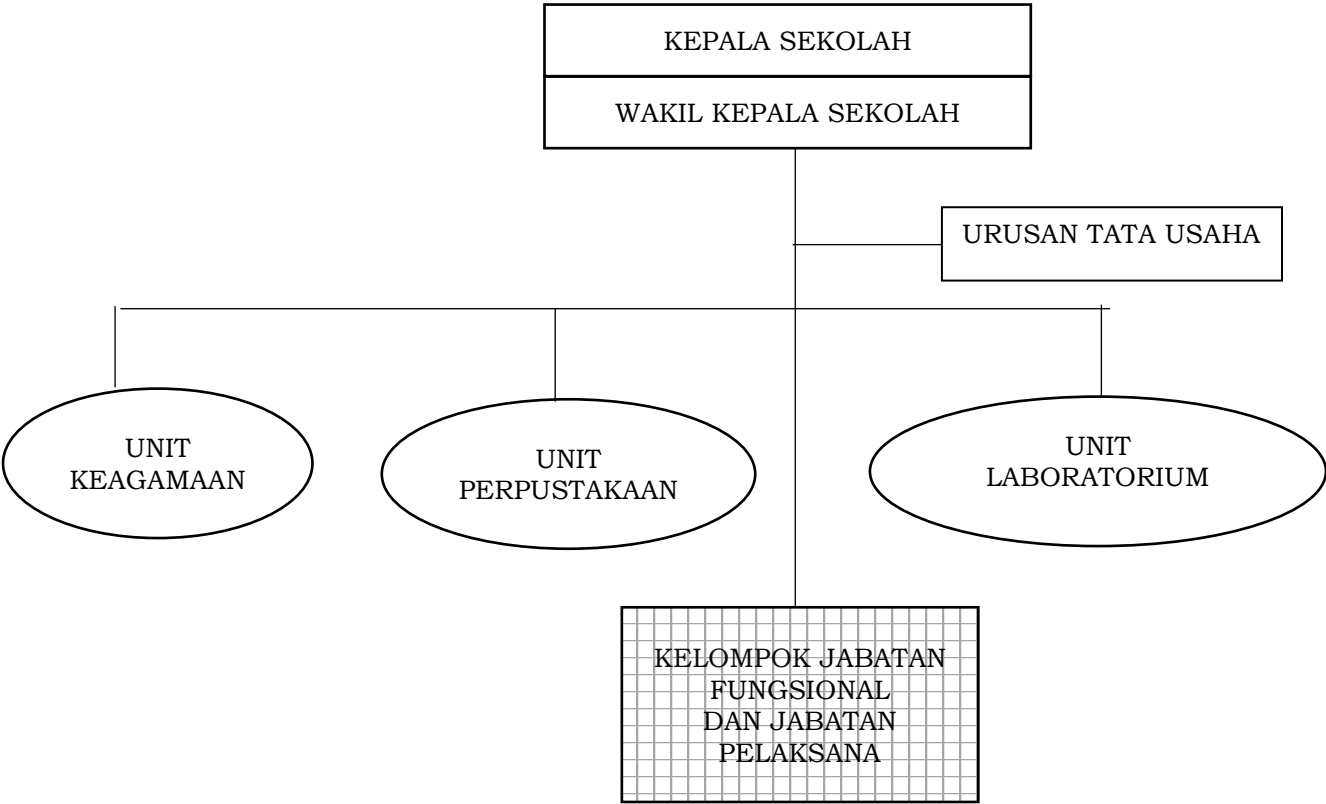 KEPALA SEKOLAH
WAKIL KEPALA SEKOLAH
URUSAN TATA USAHA
UNIT
KEAGAMAAN
UNIT
PERPUSTAKAAN
UNIT
LABORATORIUM
KELOMPOK JABATAN
FUNGSIONAL
DAN JABATAN
PELAKSANA